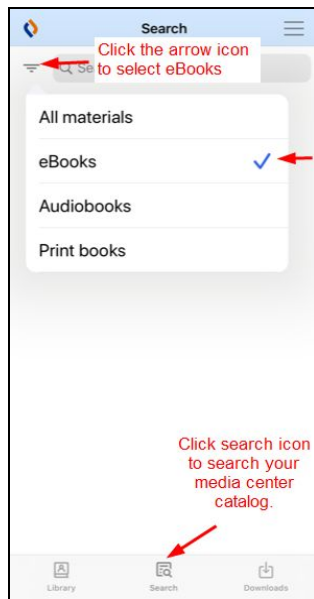 Search
Click the arrow icon
to select eBooks
Se
All materials
eBooks
Audiobooks
Print books
Click search icon
to search your
media center
catalog.
Library
Search
Downloads